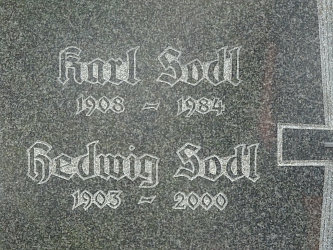 Karl Sodl
1908 - 1984
Hedwig Sodl
1903 - 2000